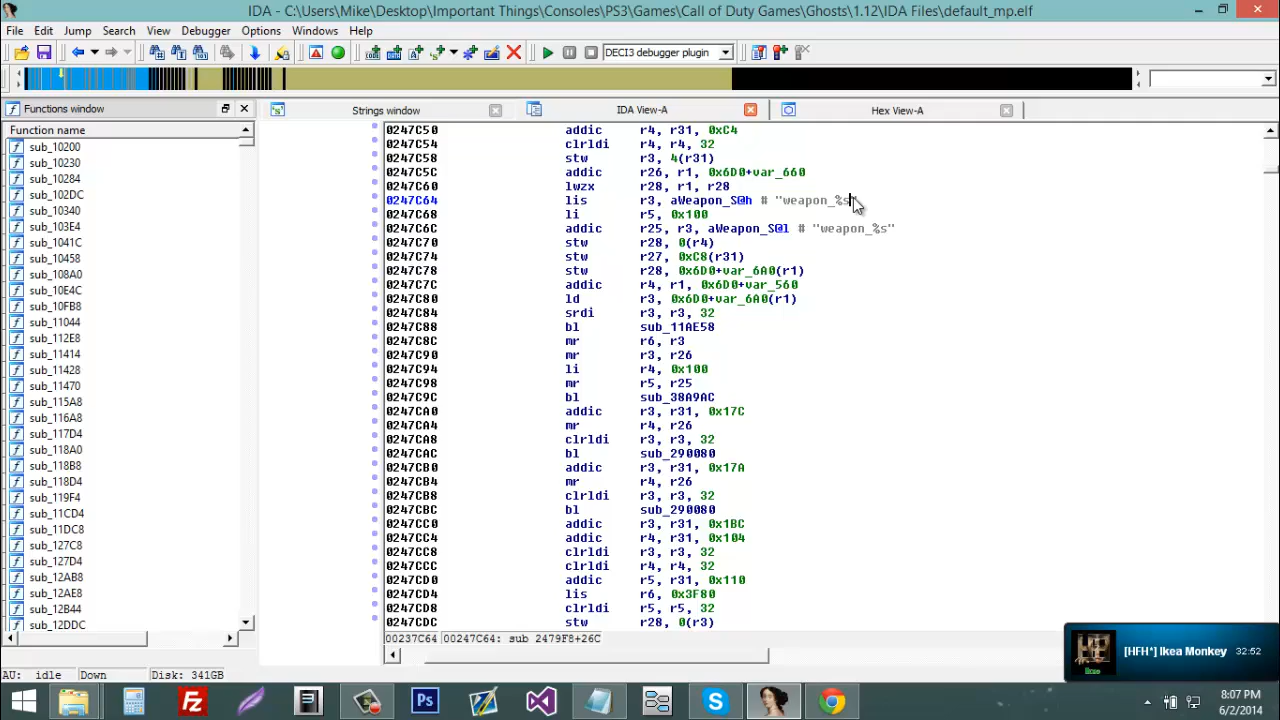 IDA - C:\Users\Mike\Desktop\Important Things\Consoles\PS3\Games\Call of Duty Games\Ghosts\1.12\IDA Files\default_mp.elf
File Edit Jump Search View Debugger Options Windows Help
DECI3 debugger plugin
Functions window
Strings window
IDA View-A
Hex View-A
Function name
sub_10200
sub_10230
sub_10284
sub_102DC
sub_10340
sub_103E4
sub_1041C
sub_10458
sub_108A0
sub_10E4C
sub_10FB8
sub_11044
sub_112E8
sub_11414
sub_11428
sub_11470
sub_115A8
sub_116A8
sub_117D4
sub_118A0
sub_118B8
sub_118D4
sub_119F4
sub_11CD4
sub_11DC8
sub_127C8
sub_127D4
sub_12AB8
sub_12AE8
sub_12B44
sub_12DDC
0247C50 addic r4, r31, 0xC4
0247C54 clrldi r4, r4, 32
0247C58 stw r3, 4(r31)
0247C5C addic r26, r1, 0x6D0+var_660
0247C60 lwzx r28, r1, r28
0247C64 lis r3, aWeapon_S@h # "weapon_%s"
0247C68 li r5, 0x100
0247C6C addic r25, r3, aWeapon_S@l # "weapon_%s"
0247C70 stw r28, 0(r4)
0247C74 stw r27, 0xC8(r31)
0247C78 stw r28, 0x6D0+var_6A0(r1)
0247C7C addic r4, r1, 0x6D0+var_560
0247C80 ld r3, 0x6D0+var_6A0(r1)
0247C84 srdi r3, r3, 32
0247C88 bl sub_11AE58
0247C8C mr r6, r3
0247C90 mr r3, r26
0247C94 li r4, 0x100
0247C98 mr r5, r25
0247C9C bl sub_38A9AC
0247CA0 addic r3, r31, 0x17C
0247CA4 mr r4, r26
0247CA8 clrldi r3, r3, 32
0247CAC bl sub_290080
0247CB0 addic r3, r31, 0x17A
0247CB4 mr r4, r26
0247CB8 clrldi r3, r3, 32
0247CBC bl sub_290080
0247CC0 addic r3, r31, 0x1BC
0247CC4 addic r4, r31, 0x104
0247CC8 clrldi r3, r3, 32
0247CCC clrldi r4, r4, 32
0247CD0 addic r5, r31, 0x110
0247CD4 lis r6, 0x3F80
0247CD8 clrldi r5, r5, 32
0247CDC stw r28, 0(r3)
00237C64 00247C64: sub 2479F8+26C
AU: idle Down Disk: 341GB
[HFH*] Ikea Monkey 32:52
8:07 PM
6/2/2014